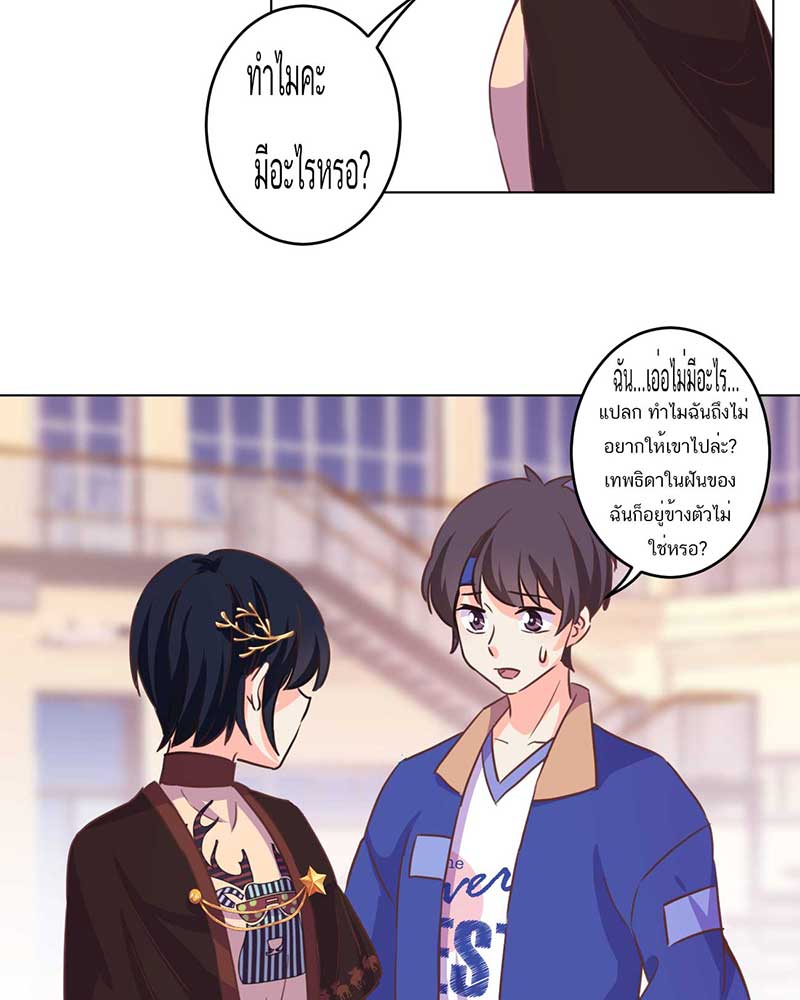 ทำไมคะ
มีอะไรหรอ?
ฉัน...เอ่อไม่มีอะไร...
แปลก ทำไมฉันถึงไม่
อยากให้เขาไปล่ะ?
เทพธิดาในฝันของ
ฉันก็อยู่ข้างตัวไม่
ใช่หรอ?
he
ver
EST